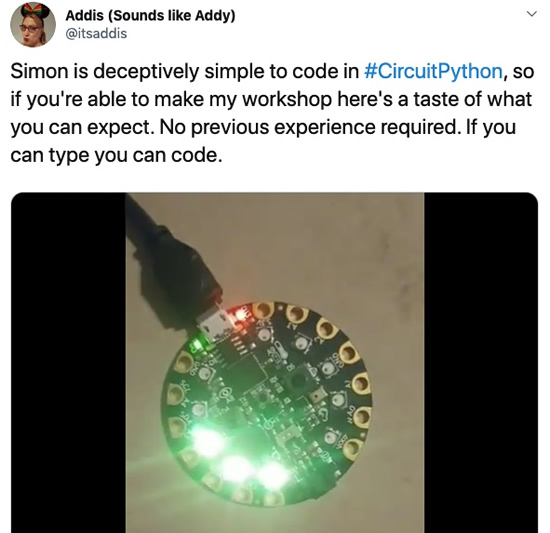 Addis (Sounds like Addy)
@itsaddis
Simon is deceptively simple to code in #CircuitPython, so
if you're able to make my workshop here's a taste of what
you can expect. No previous experience required. If you
can type you can code.